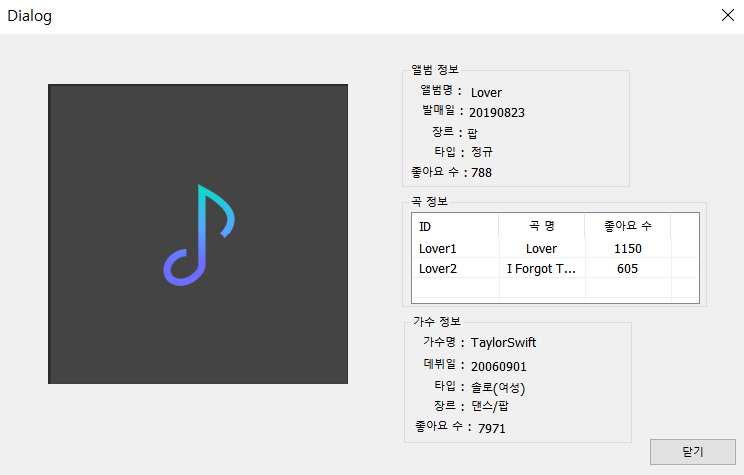 Dialog
앨범 정보
앨범명 : Lover
발매일 : 20190823
장르 : 팝
타입 : 정규
좋아요 수 : 788
곡 정보
ID 곡 명 좋아요 수
Lover1 Lover 1150
Lover2 I Forgot T... 605
가수 정보
가수명 : TaylorSwift
데뷔일 : 20060901
타입 : 솔로(여성)
장르 : 댄스/팝
좋아요 수 : 7971
닫기